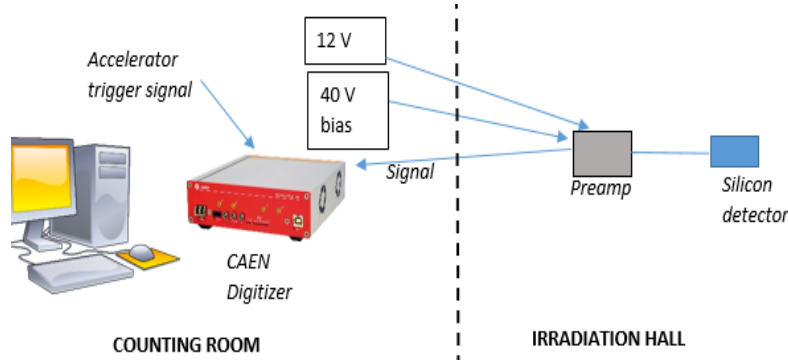 Accelerator
trigger signal
12 V
40 V
bias
Signal
Preamp
Silicon
detector
CAEN
Digitizer
COUNTING ROOM
IRRADIATION HALL